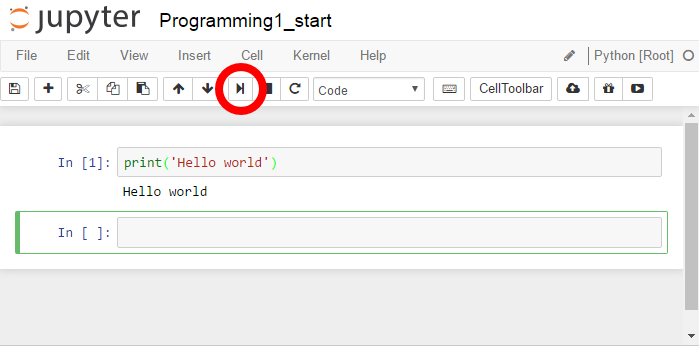 jupyter Programming1_start
File Edit View Insert Cell Kernel Help Python [Root]
Code CellToolbar
In [1]: print('Hello world')
Hello world
In [ ]: